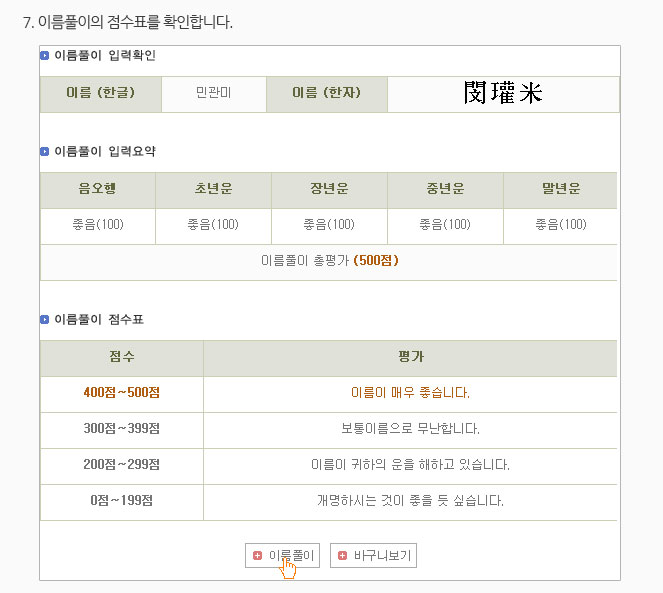 7. 이름풀이의 점수표를 확인합니다.
이름풀이 입력확인
이름 (한글) 민관미 이름 (한자) 閔瓘米
이름풀이 입력요약
음오행 초년운 장년운 중년운 말년운
좋음(100) 좋음(100) 좋음(100) 좋음(100) 좋음(100)
이름풀이 총평가 (500점)
이름풀이 점수표
점수 평가
400점~500점 이름이 매우 좋습니다.
300점~399점 보통이름으로 무난합니다.
200점~299점 이름이 귀하의 운을 해하고 있습니다.
0점~199점 개명하시는 것이 좋을 듯 싶습니다.
이름풀이 바구니보기